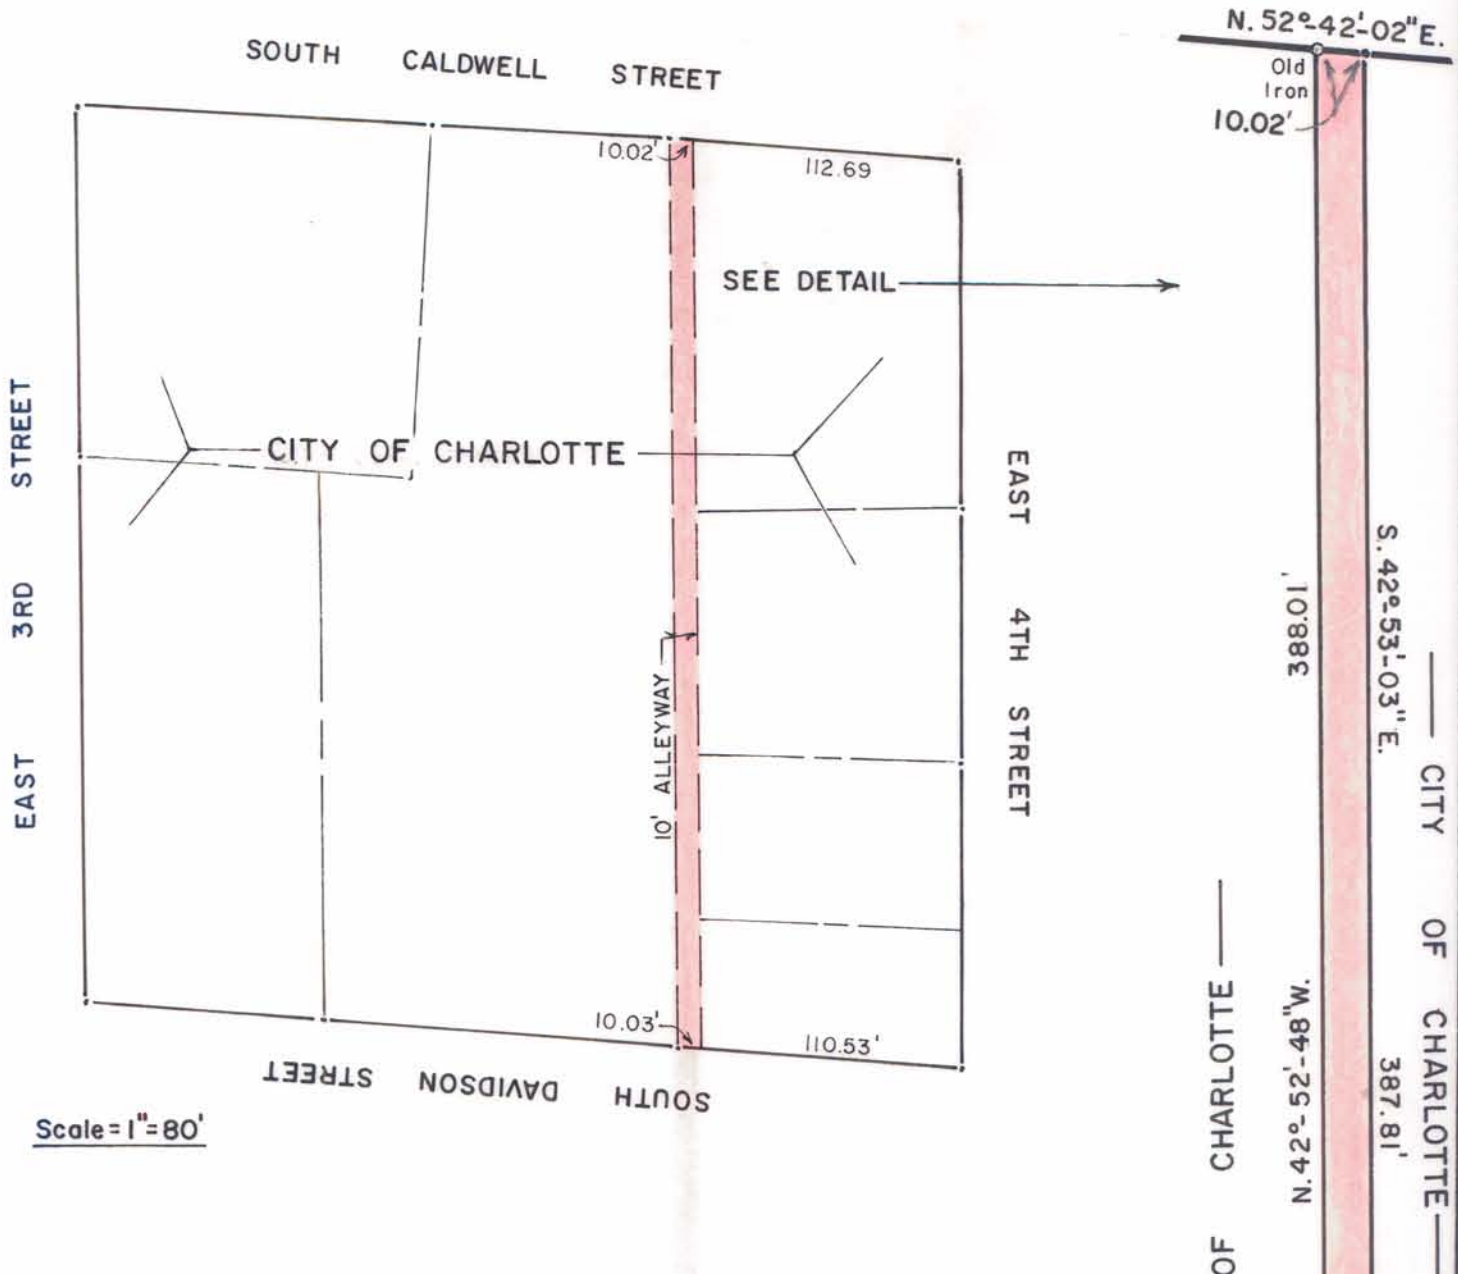 SOUTH CALDWELL STREET
10.02'
112.69
SEE DETAIL
CITY OF CHARLOTTE
EAST 3RD STREET
EAST 4TH STREET
10' ALLEYWAY
10.03'
110.53'
SOUTH DAVIDSON STREET
Scale=1"=80'
N. 52°-42'-02"E.
Old
Iron
10.02'
388.01'
S. 42°-53'-03"E.
CITY OF CHARLOTTE
387.81'
N. 42°-52'-48"W.
OF CHARLOTTE